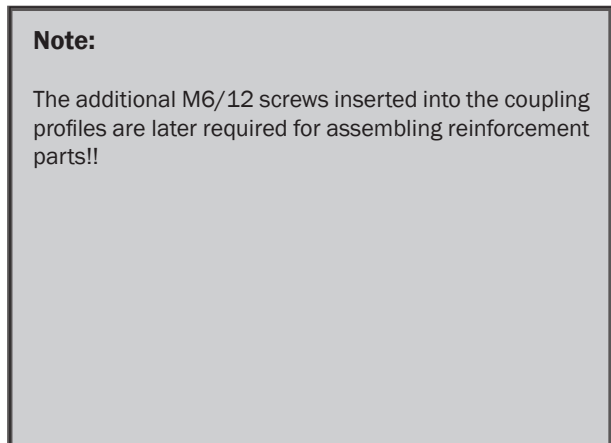 Note:
The additional M6/12 screws inserted into the coupling
profiles are later required for assembling reinforcement
parts!!